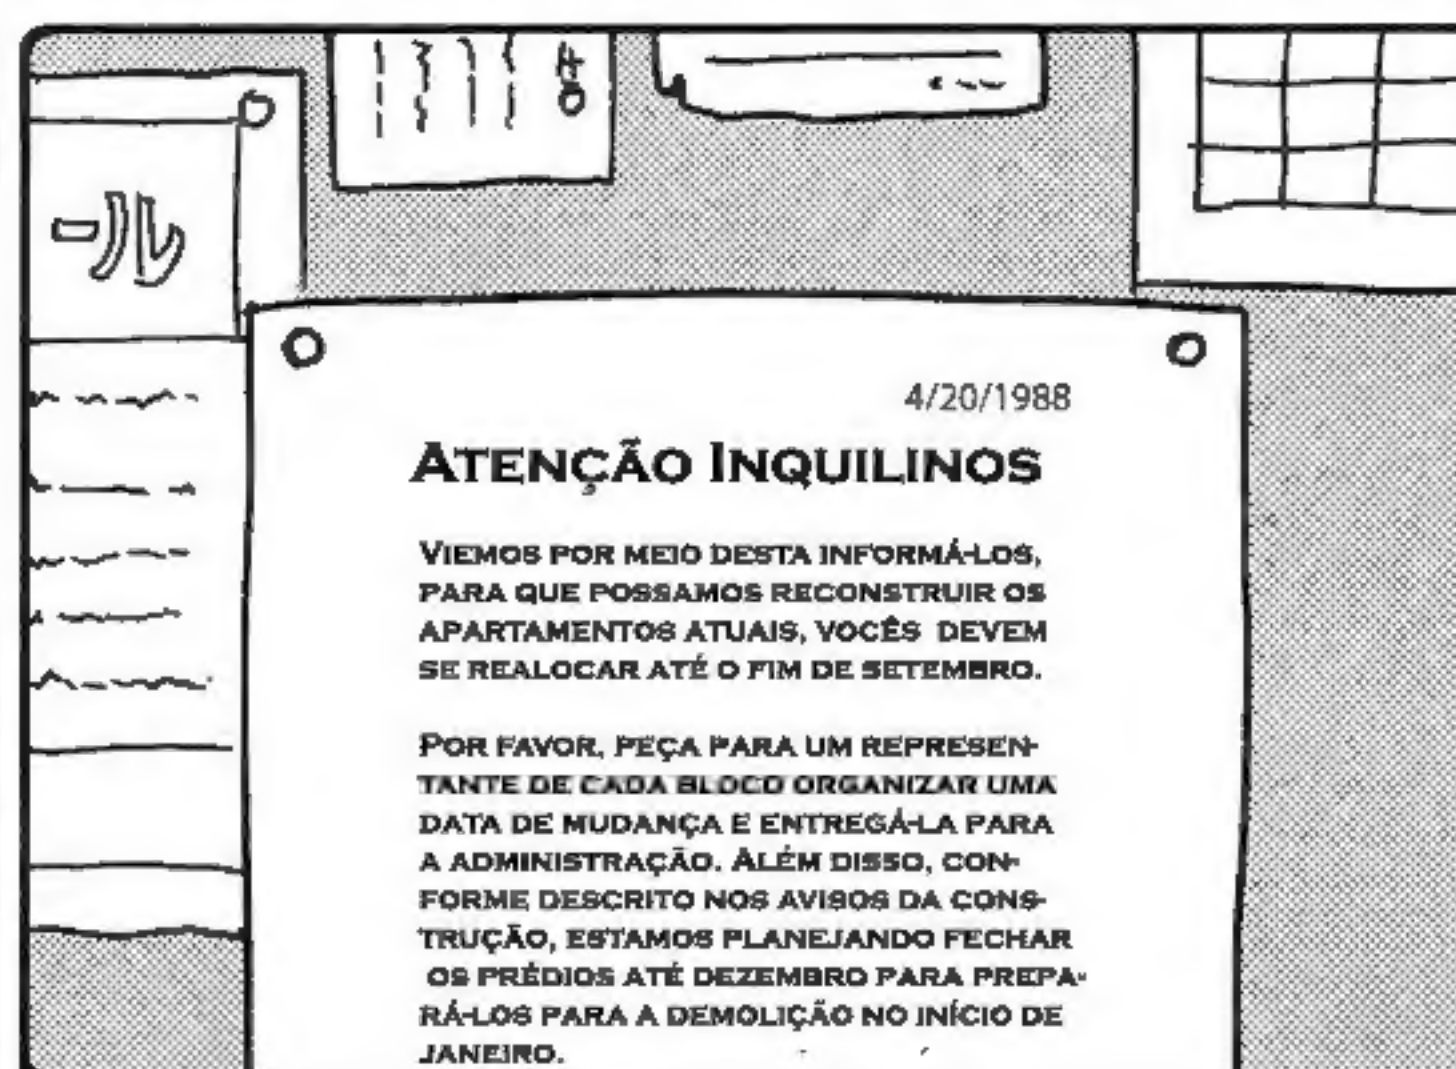 ール
4/20/1988
ATENÇÃO INQUILINOS
VIEMOS POR MEIO DESTA INFORMÁ-LOS,
PARA QUE POSSAMOS RECONSTRUIR OS
APARTAMENTOS ATUAIS, VOCÊS DEVEM
SE REALOCAR ATÉ O FIM DE SETEMBRO.
POR FAVOR, PEÇA PARA UM REPRESEN-
TANTE DE CADA BLOCO ORGANIZAR UMA
DATA DE MUDANÇA E ENTREGÁ-LA PARA
A ADMINISTRAÇÃO. ALÉM DISSO, CON-
FORME DESCRITO NOS AVISOS DA CONS-
TRUÇÃO, ESTAMOS PLANEJANDO FECHAR
OS PRÉDIOS ATÉ DEZEMBRO PARA PREPA-
RÁ-LOS PARA A DEMOLIÇÃO NO INÍCIO DE
JANEIRO.